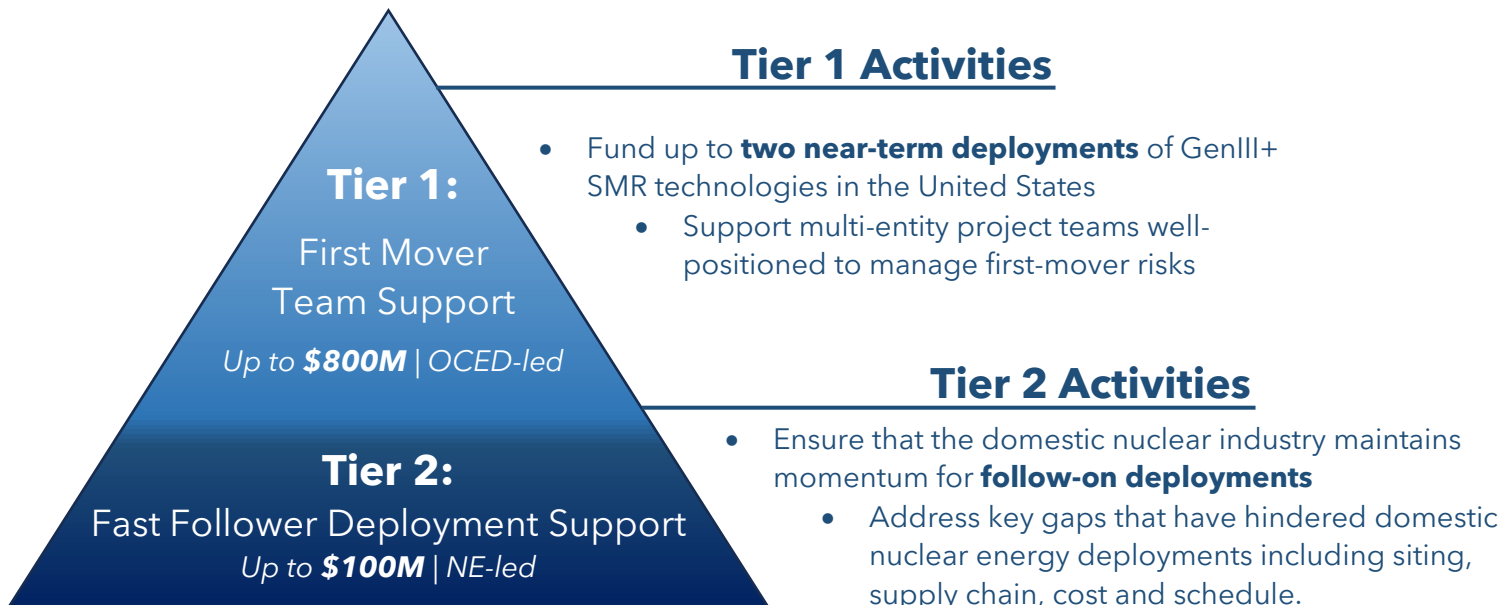 Tier 1 Activities
• Fund up to two near-term deployments of GenIII+
SMR technologies in the United States
• Support multi-entity project teams well-
positioned to manage first-mover risks
Tier 1:
First Mover
Team Support
Up to $800M | OCED-led
Tier 2 Activities
• Ensure that the domestic nuclear industry maintains
momentum for follow-on deployments
• Address key gaps that have hindered domestic
nuclear energy deployments including siting,
supply chain, cost and schedule.
Tier 2:
Fast Follower Deployment Support
Up to $100M | NE-led